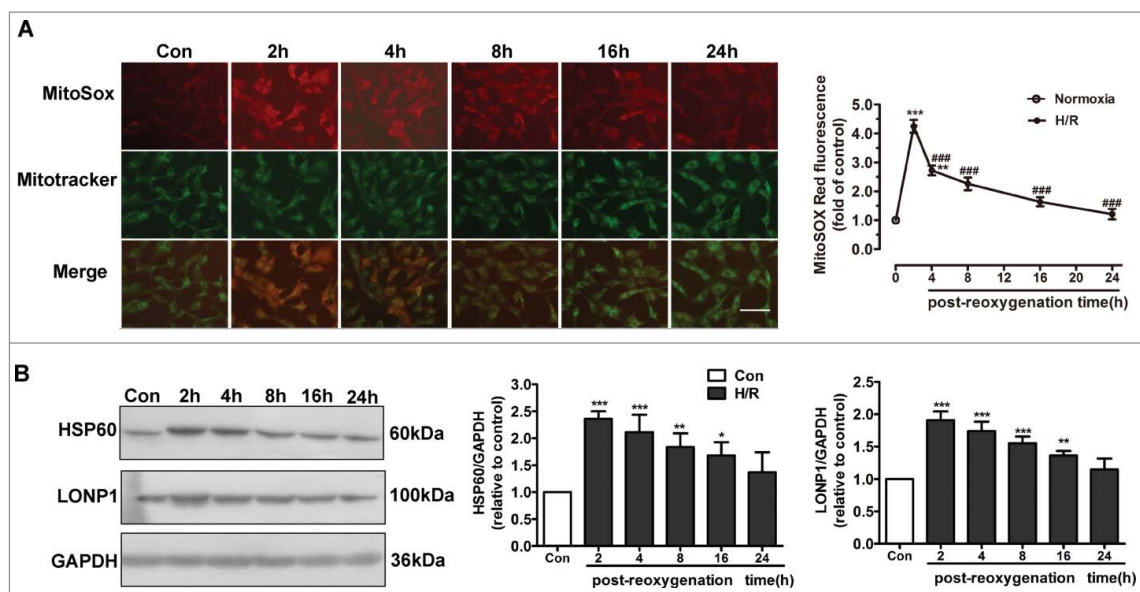 A
Con 2h 4h 8h 16h 24h
MitoSox
Mitotracker
Merge
MitoSOX Red fluorescence
(fold of control)
5.0
4.0
3.0
2.0
1.0
0
Normoxia
H/R
***
###
**
###
###
###
0 4 8 12 16 20 24
post-reoxygenation time(h)
B
Con 2h 4h 8h 16h 24h
HSP60 60kDa
LONP1 100kDa
GAPDH 36kDa
HSP60/GAPDH
(relative to control)
3.0
2.5
2.0
1.5
1.0
0.5
0.0
Con
H/R
*** *** ** *
Con 2 4 8 16 24
post-reoxygenation time(h)
LONP1/GAPDH
(relative to control)
2.5
2.0
1.5
1.0
0.5
0.0
*** *** *** **
Con 2 4 8 16 24
post-reoxygenation time(h)